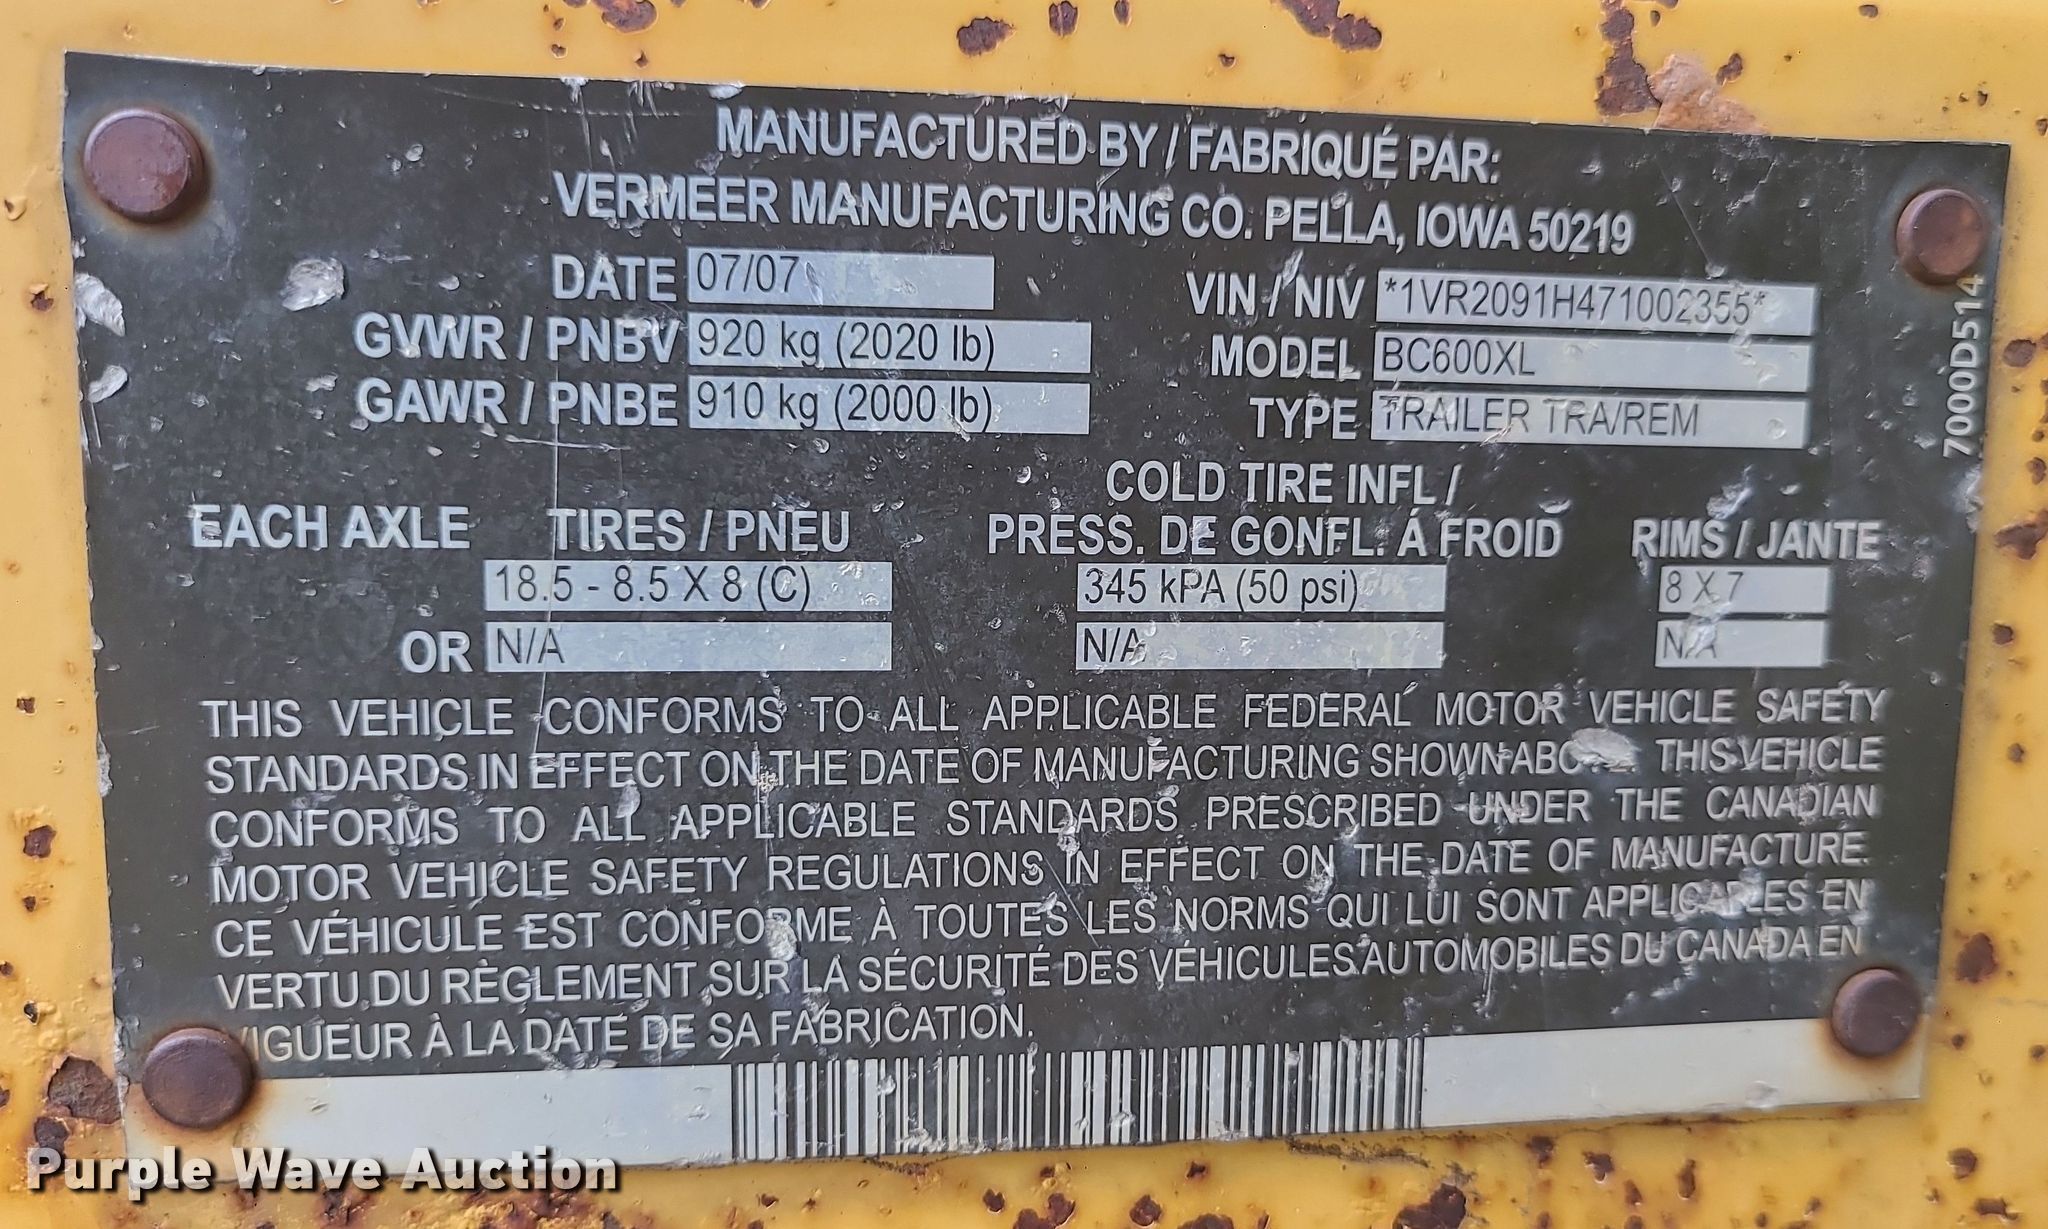 MANUFACTURED BY / FABRIQUÉ PAR:
VERMEER MANUFACTURING CO. PELLA, IOWA 50219
DATE 07/07
VIN / NIV *1VR2091H471002355*
GVWR / PNBV 920 kg (2020 lb)
MODEL BC600XL
GAWR / PNBE 910 kg (2000 lb)
TYPE TRAILER TRA/REM
7000D514
COLD TIRE INFL /
EACH AXLE TIRES / PNEU PRESS. DE GONFL. Á FROID RIMS / JANTE
18.5 - 8.5 X 8 (C) 345 kPA (50 psi) 8 X 7
OR N/A N/A N/A
THIS VEHICLE CONFORMS TO ALL APPLICABLE FEDERAL MOTOR VEHICLE SAFETY
STANDARDS IN EFFECT ON THE DATE OF MANUFACTURING SHOWN ABOVE. THIS VEHICLE
CONFORMS TO ALL APPLICABLE STANDARDS PRESCRIBED UNDER THE CANADIAN
MOTOR VEHICLE SAFETY REGULATIONS IN EFFECT ON THE DATE OF MANUFACTURE.
CE VÉHICULE EST CONFORME À TOUTES LES NORMS QUI LUI SONT APPLICABLES EN
VERTU DU RÈGLEMENT SUR LA SÉCURITÉ DES VÉHICULES AUTOMOBILES DU CANADA EN
VIGUEUR À LA DATE DE SA FABRICATION.
Purple Wave Auction